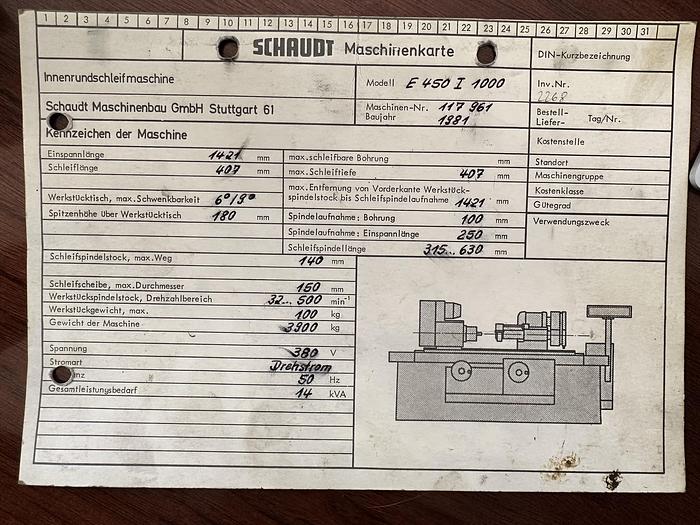 1 2 3 4 5 6 7 8 9 10 11 12 13 14 15 16 17 18 19 20 21 22 23 24 25 26 27 28 29 30 31
SCHAUDT Maschinenkarte
DIN-Kurzbezeichnung
Innenrundschleifmaschine
Modell E 450 I 1000
Inv.Nr.
2268
Schaudt Maschinenbau GmbH Stuttgart 61
Maschinen-Nr. 117 961
Baujahr 1981
Bestell-
Liefer- Tag/Nr.
Kennzeichen der Maschine
Kostenstelle
Einspannlänge 1421 mm
max.schleifbare Bohrung mm
Standort
Schleiflänge 407 mm
max.Schleiftiefe 407 mm
Maschinengruppe
max.Entfernung von Vorderkante Werkstück-
spindelstock bis Schleifspindelaufnahme 1421 mm
Kostenklasse
Werkstücktisch, max.Schwenkbarkeit 6°/9°
Gütegrad
Spitzenhöhe über Werkstücktisch 180 mm
Spindelaufnahme: Bohrung 100 mm
Verwendungszweck
Spindelaufnahme: Einspannlänge 250 mm
Schleifspindellänge 315...630 mm
Schleifspindelstock, max.Weg 140 mm
Schleifscheibe, max.Durchmesser 150 mm
Werkstückspindelstock, Drehzahlbereich 32...500 min⁻¹
Werkstückgewicht, max. 100 kg
Gewicht der Maschine 3900 kg
Spannung 380 V
Stromart Drehstrom
nz 50 Hz
Gesamtleistungsbedarf 14 kVA